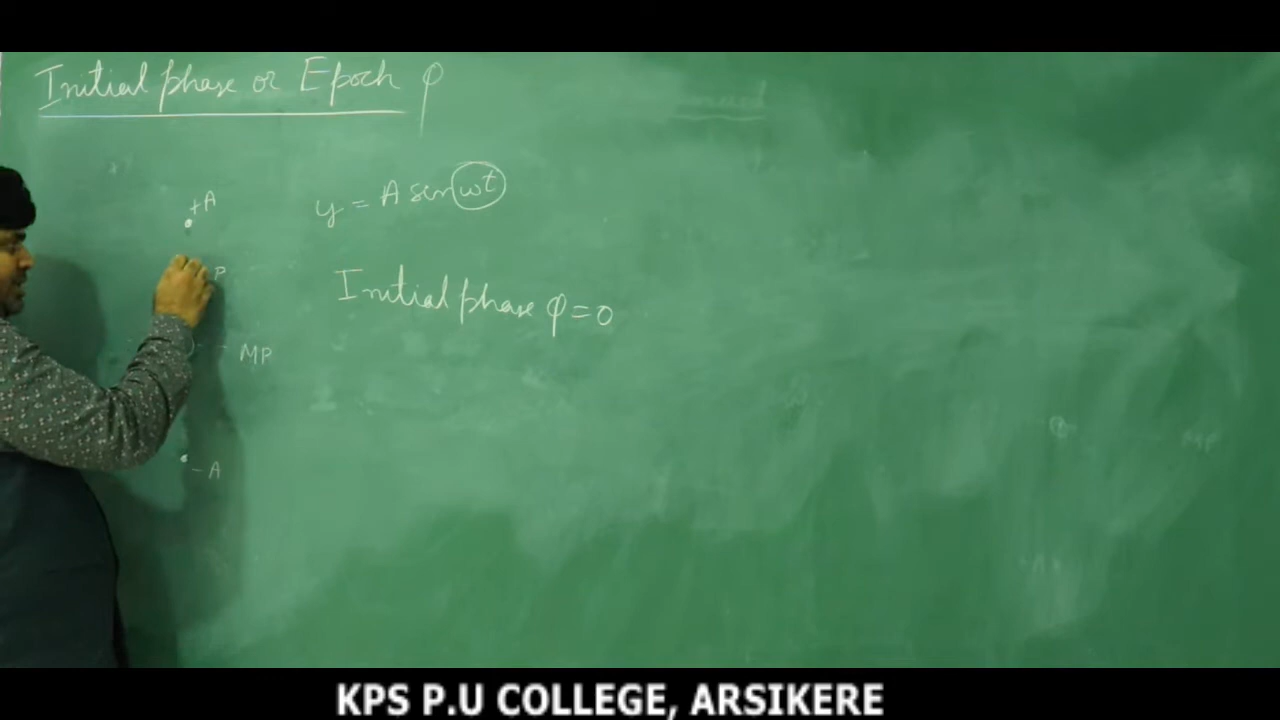 Initial phase or Epoch φ
+A
y = A sin ωt
P
Initial phase φ = 0
MP
- A
KPS P.U COLLEGE, ARSIKERE